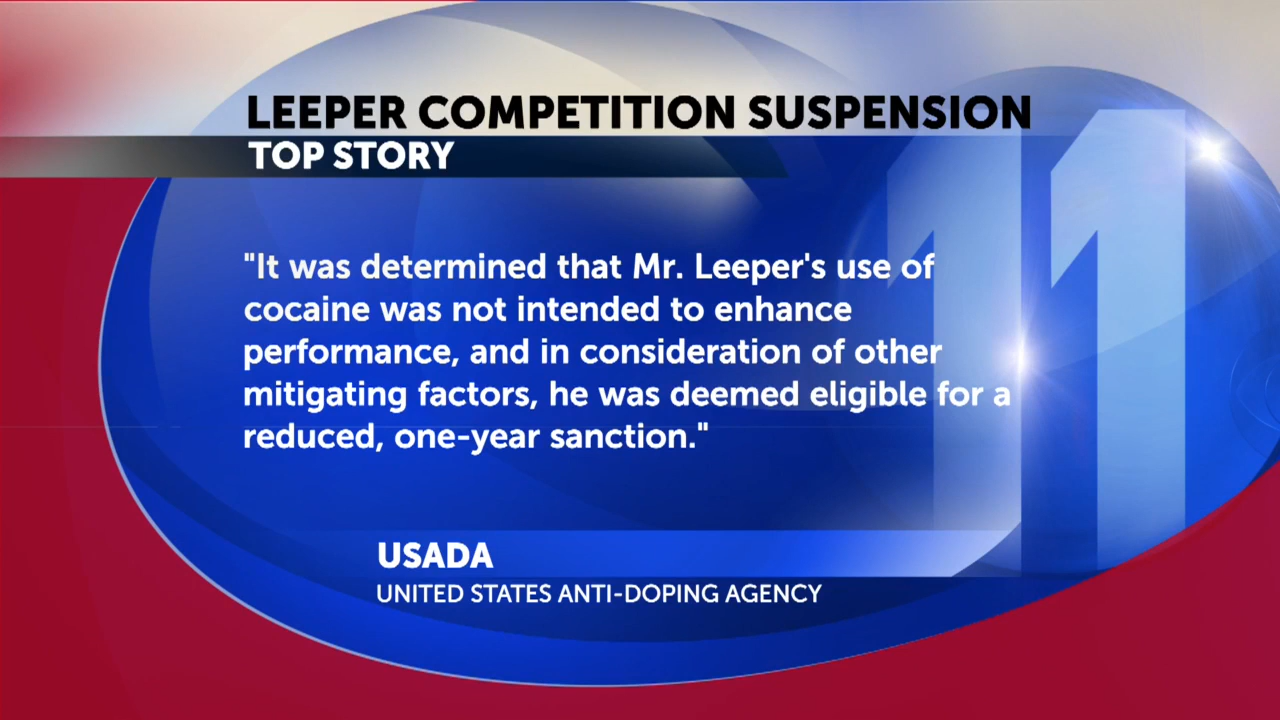 LEEPER COMPETITION SUSPENSION
TOP STORY
11
"It was determined that Mr. Leeper's use of
cocaine was not intended to enhance
performance, and in consideration of other
mitigating factors, he was deemed eligible for a
reduced, one-year sanction."
USADA
UNITED STATES ANTI-DOPING AGENCY